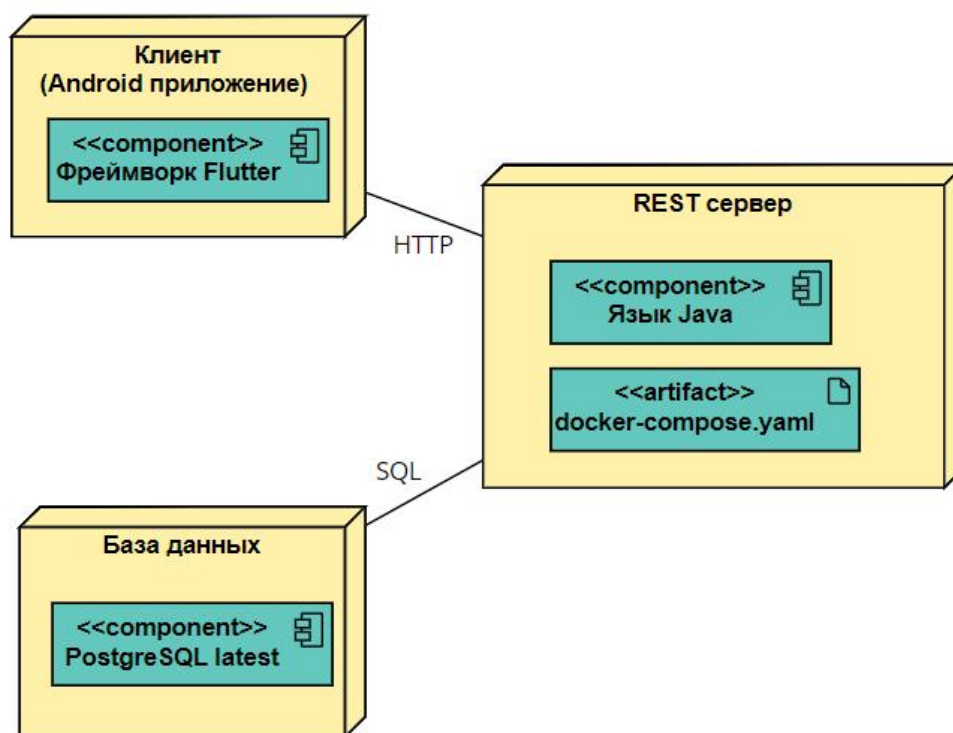 Клиент
(Android приложение)
<<component>>
Фреймворк Flutter
HTTP
REST сервер
<<component>>
Язык Java
<<artifact>>
docker-compose.yaml
SQL
База данных
<<component>>
PostgreSQL latest